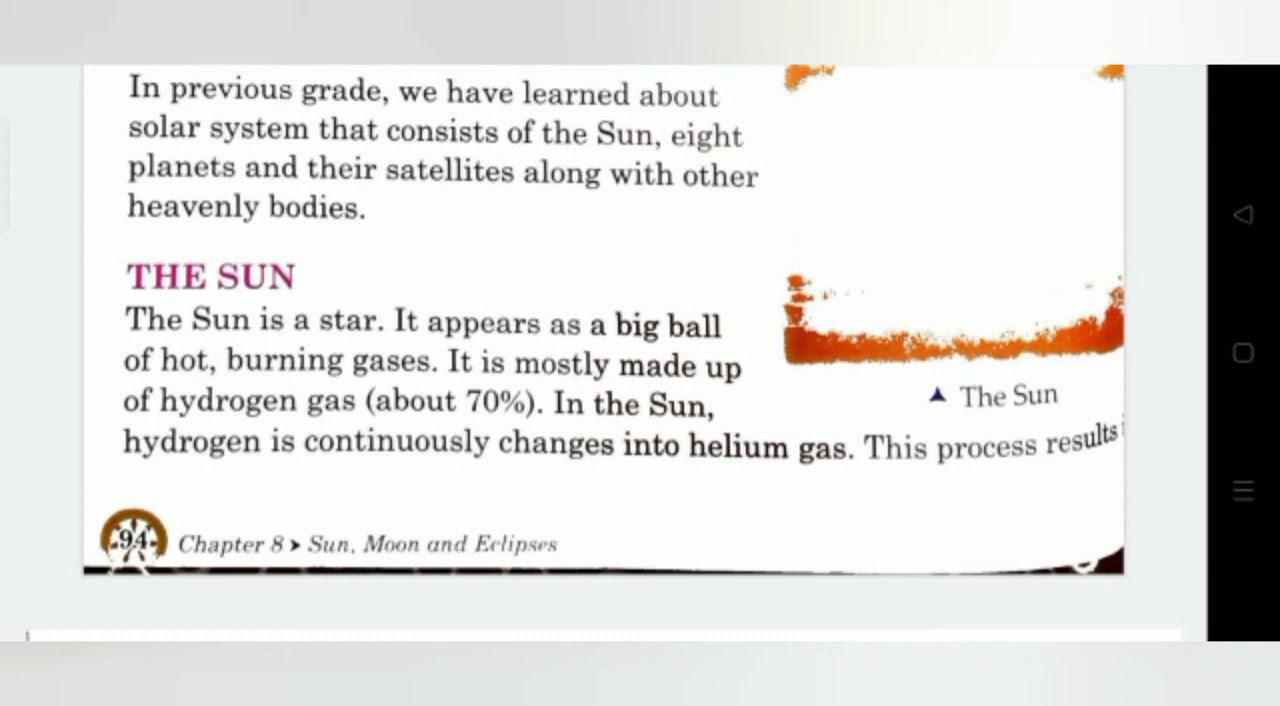 In previous grade, we have learned about
solar system that consists of the Sun, eight
planets and their satellites along with other
heavenly bodies.
THE SUN
The Sun is a star. It appears as a big ball
of hot, burning gases. It is mostly made up
of hydrogen gas (about 70%). In the Sun,
▲ The Sun
hydrogen is continuously changes into helium gas. This process results
94 Chapter 8 ➤ Sun, Moon and Eclipses